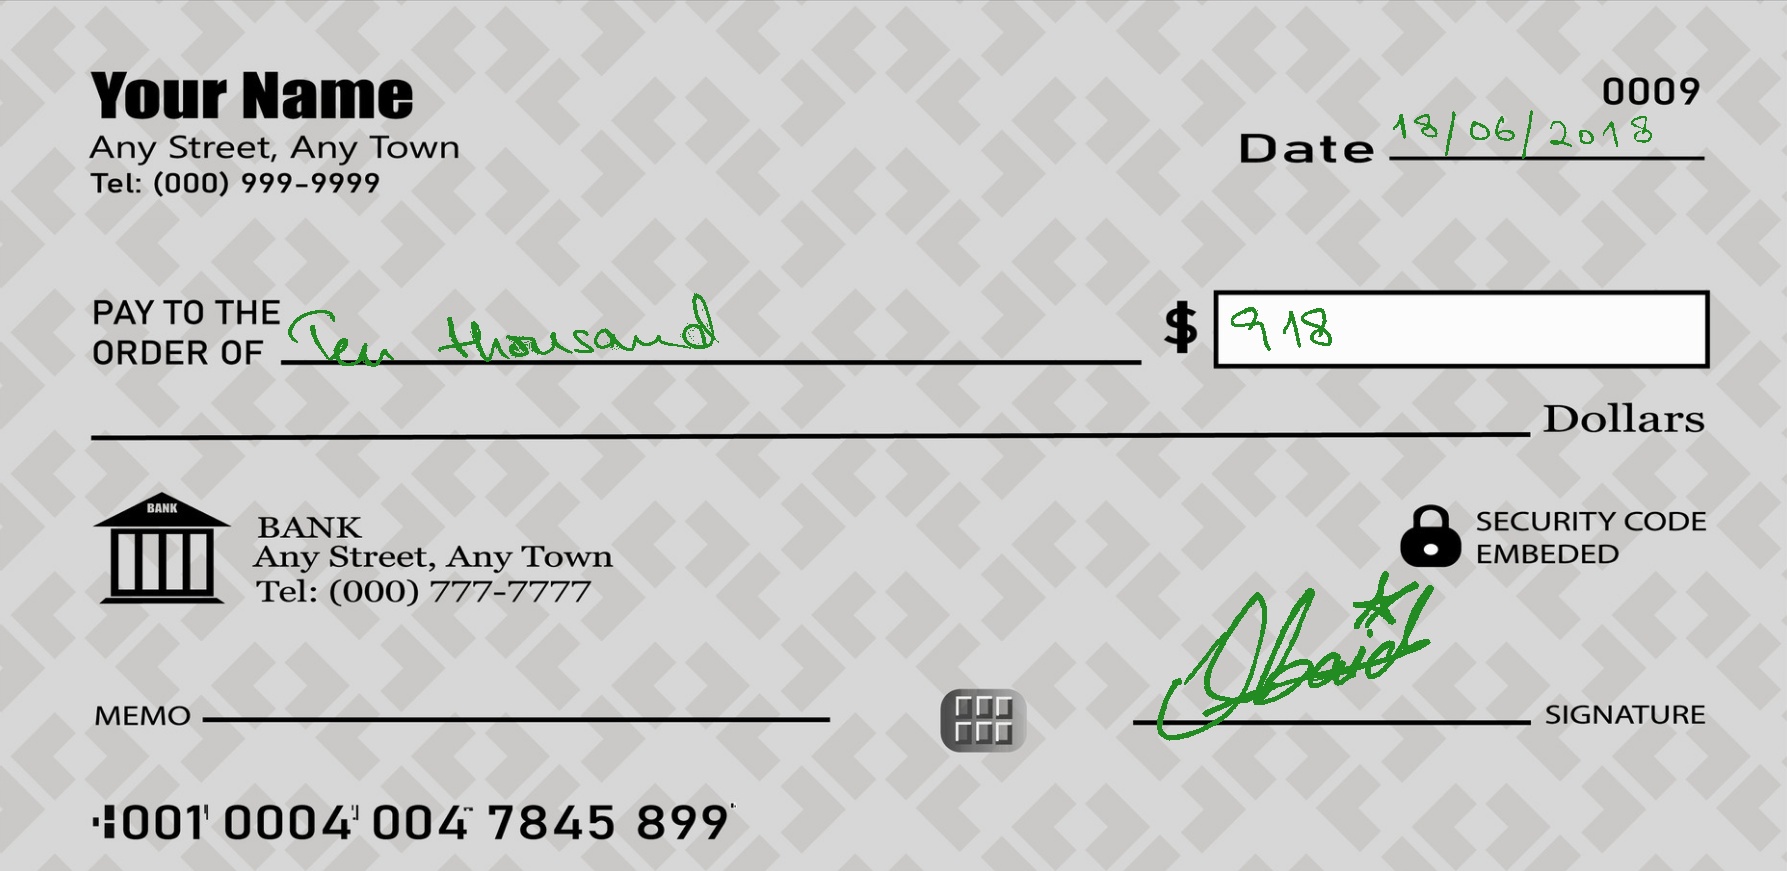 Your Name
Any Street, Any Town
Tel: (000) 999-9999
0009
Date 18/06/2018
PAY TO THE
ORDER OF Ten thousand
$ 918
Dollars
BANK
BANK
Any Street, Any Town
Tel: (000) 777-7777
SECURITY CODE
EMBEDED
MEMO
Obaid
SIGNATURE
001 0004 004 7845 899